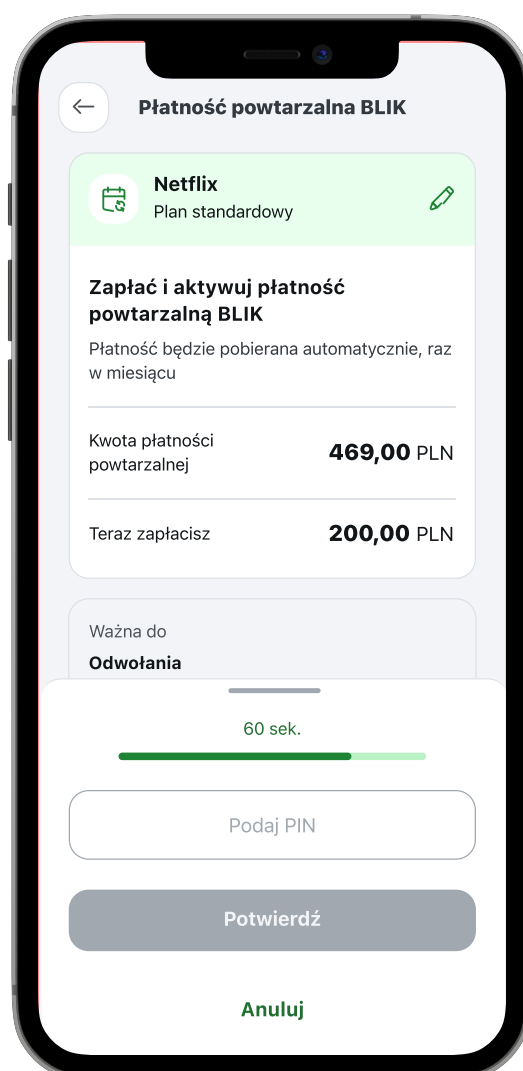 Płatność powtarzalna BLIK
Netflix
Plan standardowy
Zapłać i aktywuj płatność
powtarzalną BLIK
Płatność będzie pobierana automatycznie, raz
w miesiącu
Kwota płatności
powtarzalnej
469,00 PLN
Teraz zapłacisz
200,00 PLN
Ważna do
Odwołania
60 sek.
Podaj PIN
Potwierdź
Anuluj